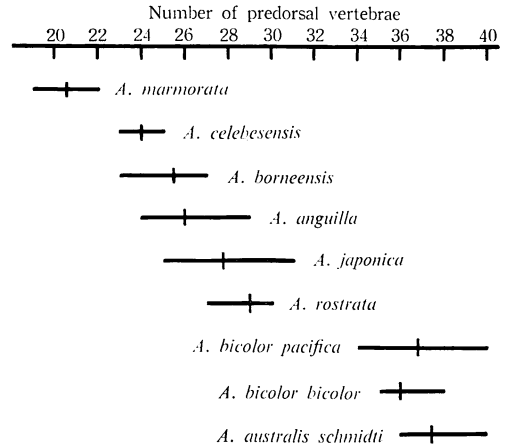 Number of predorsal vertebrae
20 22 24 26 28 30 32 34 36 38 40
A. marmorata
A. celebesensis
A. borneensis
A. anguilla
A. japonica
A. rostrata
A. bicolor pacifica
A. bicolor bicolor
A. australis schmidti